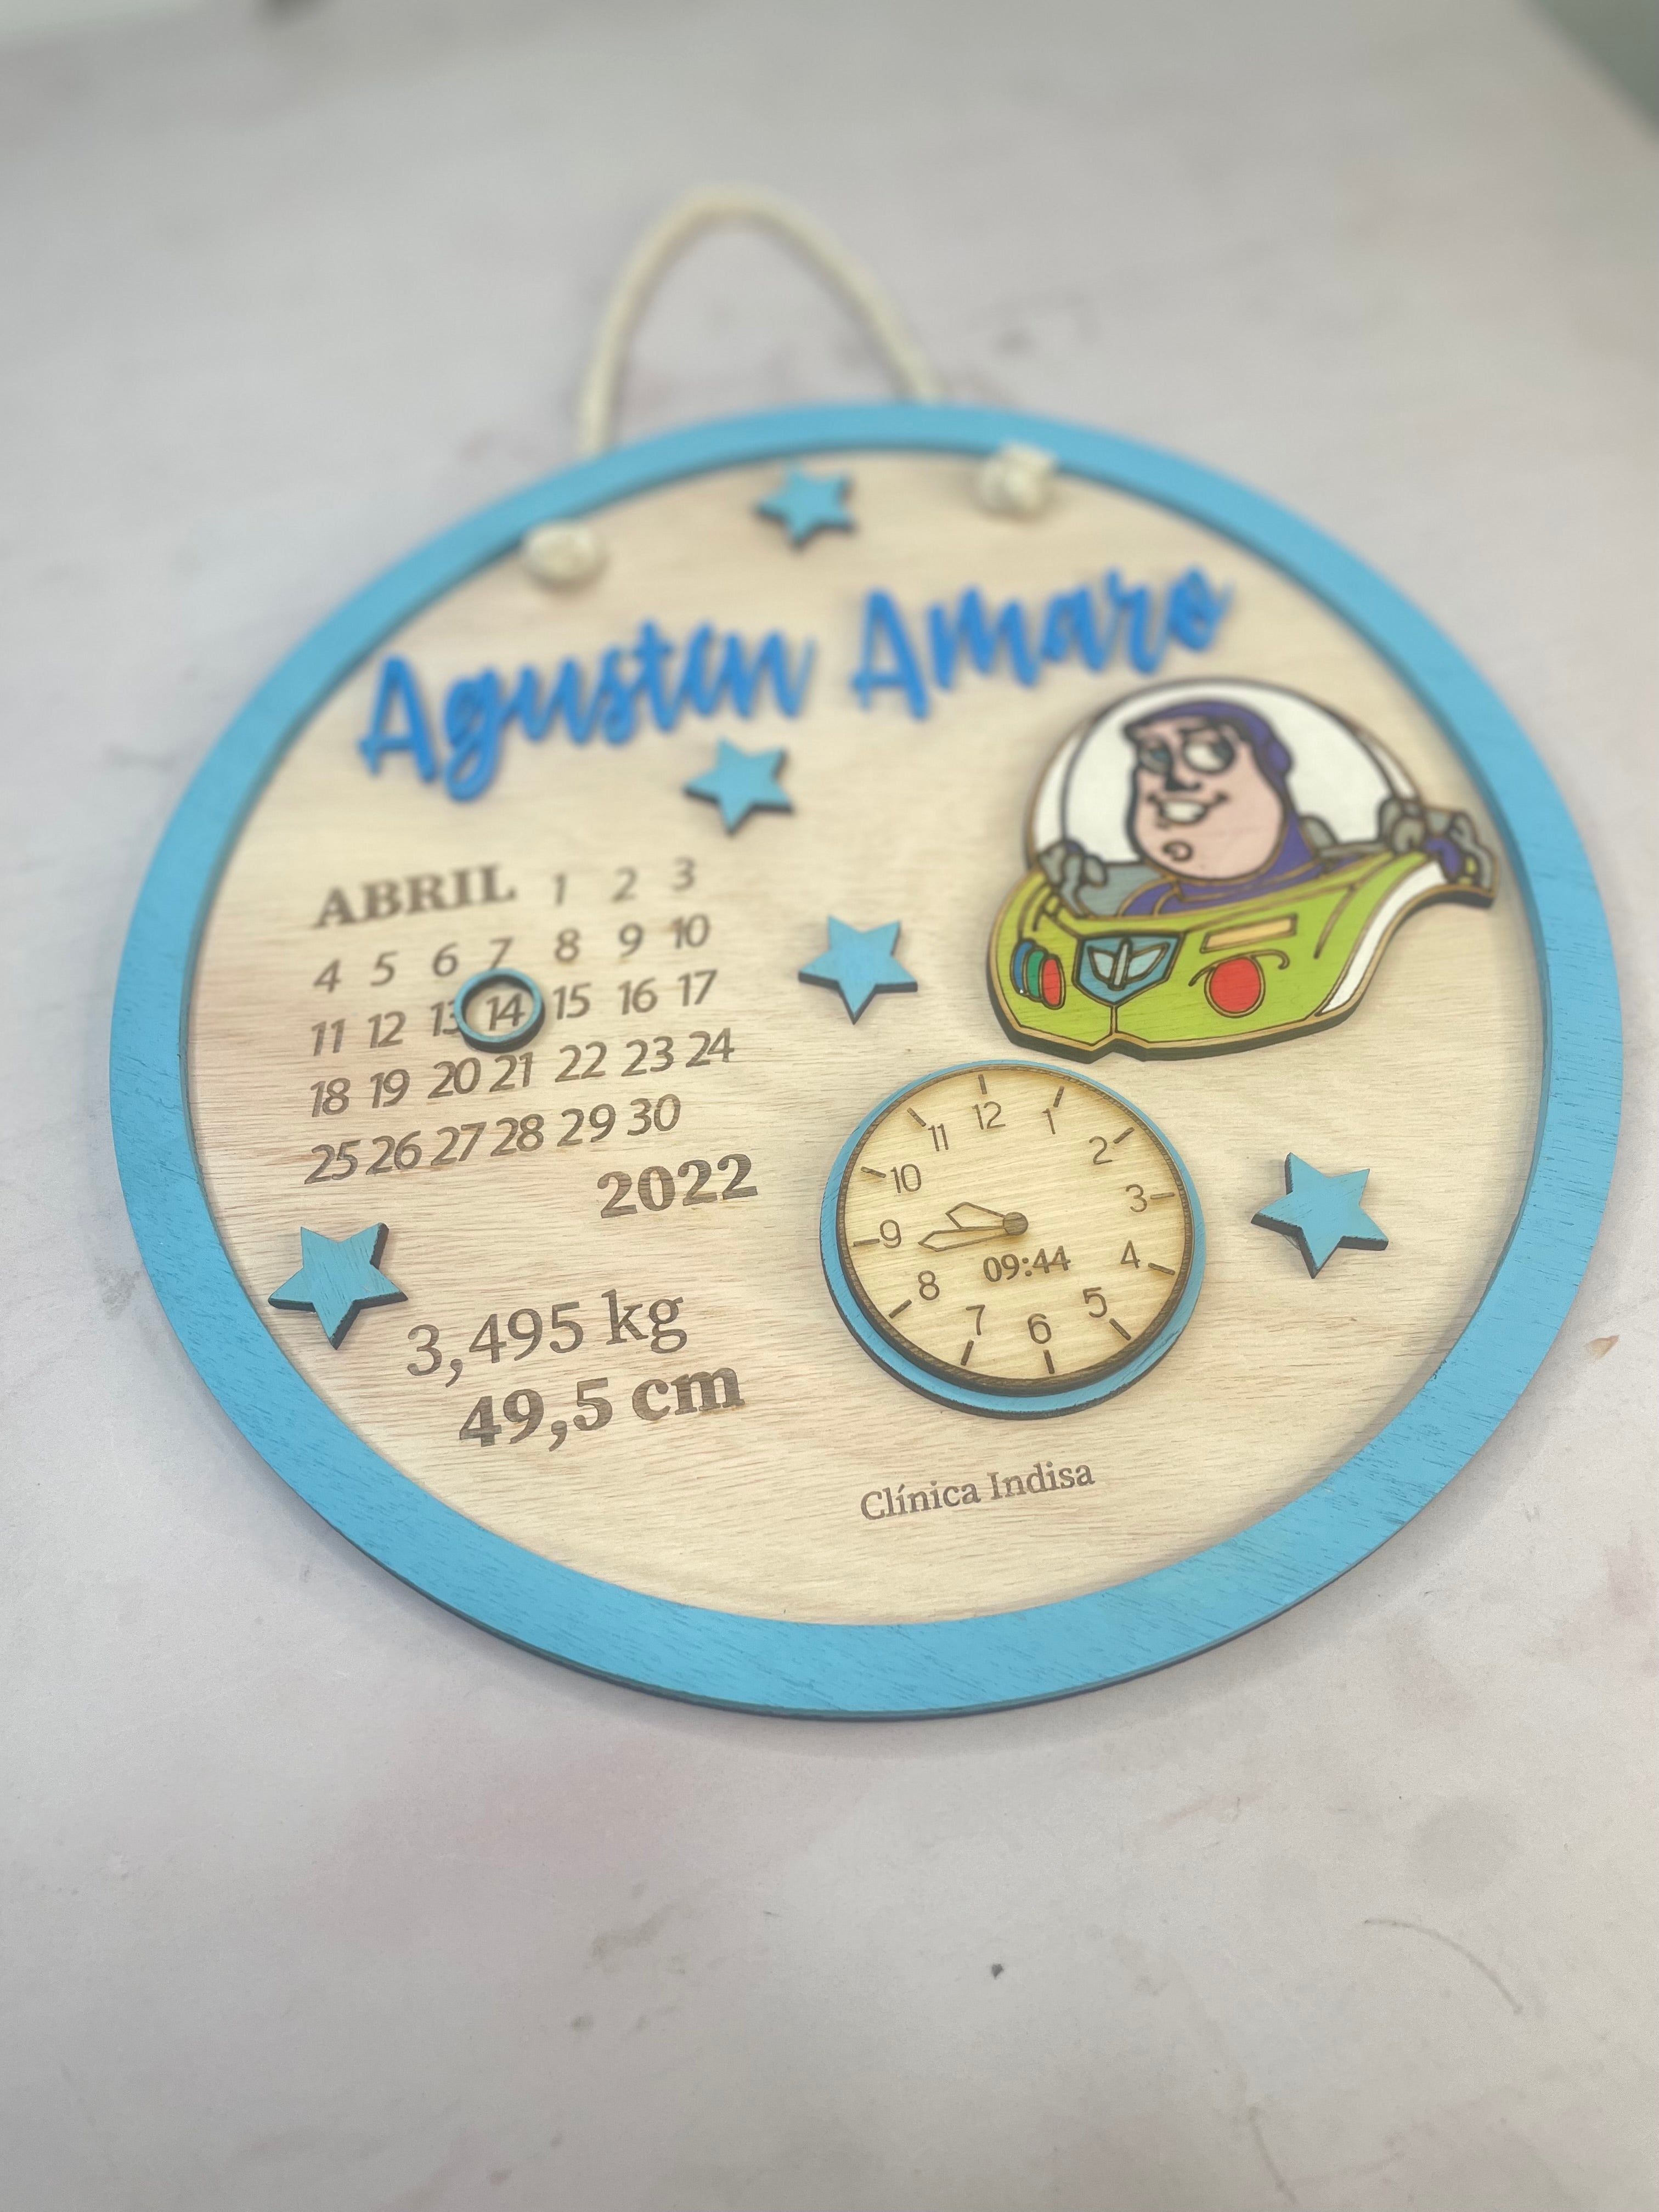 Agustín Amaro
ABRIL 1 2 3
4 5 6 7 8 9 10
11 12 13 14 15 16 17
18 19 20 21 22 23 24
25 26 27 28 29 30
2022
12
1
2
3
4
5
6
7
8
9
10
11
09:44
3,495 kg
49,5 cm
Clínica Indisa